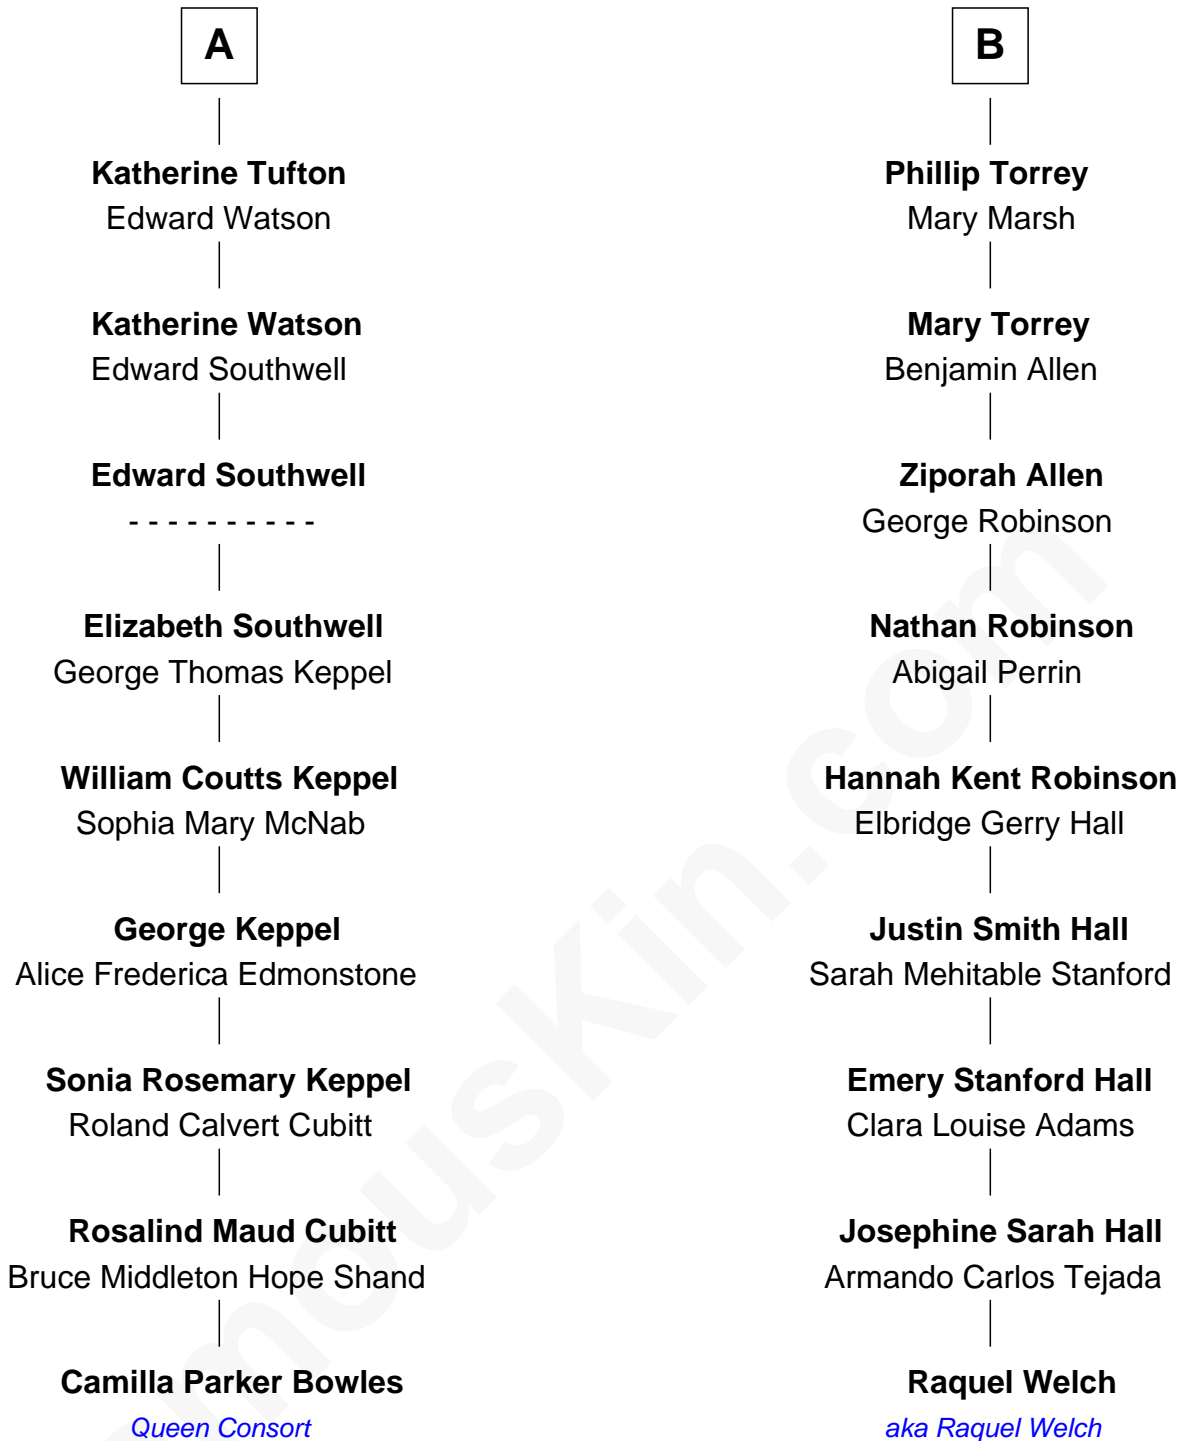 A
B
Katherine Tufton
Edward Watson
Phillip Torrey
Mary Marsh
Katherine Watson
Edward Southwell
Mary Torrey
Benjamin Allen
Edward Southwell
- - - - - - - - - -
Ziporah Allen
George Robinson
Elizabeth Southwell
George Thomas Keppel
Nathan Robinson
Abigail Perrin
William Coutts Keppel
Sophia Mary McNab
Hannah Kent Robinson
Elbridge Gerry Hall
George Keppel
Alice Frederica Edmonstone
Justin Smith Hall
Sarah Mehitable Stanford
Sonia Rosemary Keppel
Roland Calvert Cubitt
Emery Stanford Hall
Clara Louise Adams
Rosalind Maud Cubitt
Bruce Middleton Hope Shand
Josephine Sarah Hall
Armando Carlos Tejada
Camilla Parker Bowles
Queen Consort
Raquel Welch
aka Raquel Welch
mouskin.com